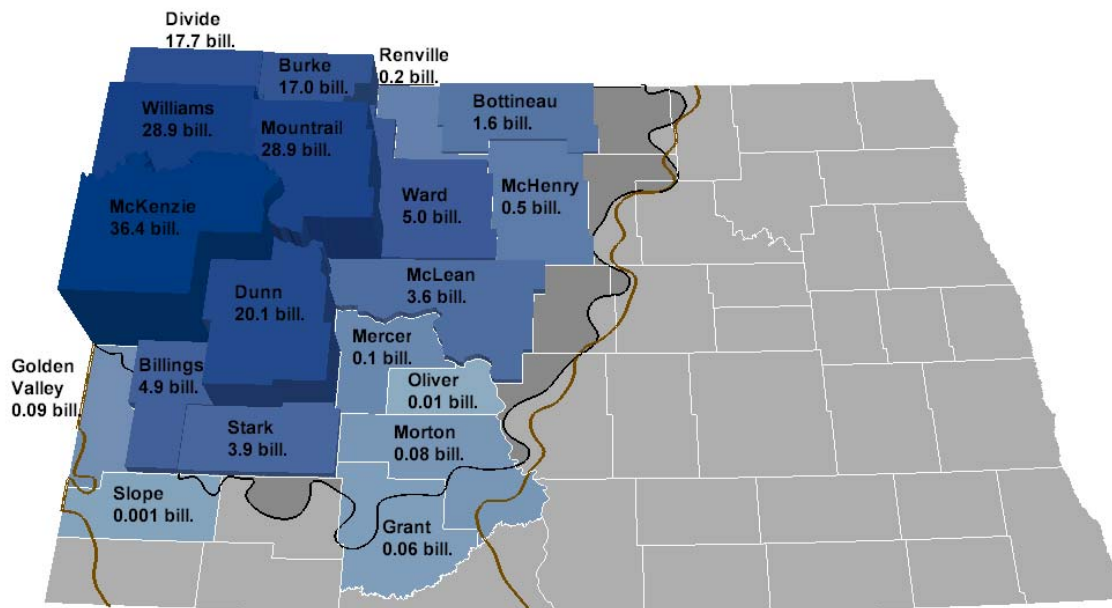 Divide
17.7 bill.
Burke
17.0 bill.
Renville
0.2 bill.
Bottineau
1.6 bill.
Williams
28.9 bill.
Mountrail
28.9 bill.
Ward
5.0 bill.
McHenry
0.5 bill.
McKenzie
36.4 bill.
Dunn
20.1 bill.
McLean
3.6 bill.
Golden
Valley
0.09 bill.
Billings
4.9 bill.
Mercer
0.1 bill.
Oliver
0.01 bill.
Stark
3.9 bill.
Morton
0.08 bill.
Slope
0.001 bill.
Grant
0.06 bill.